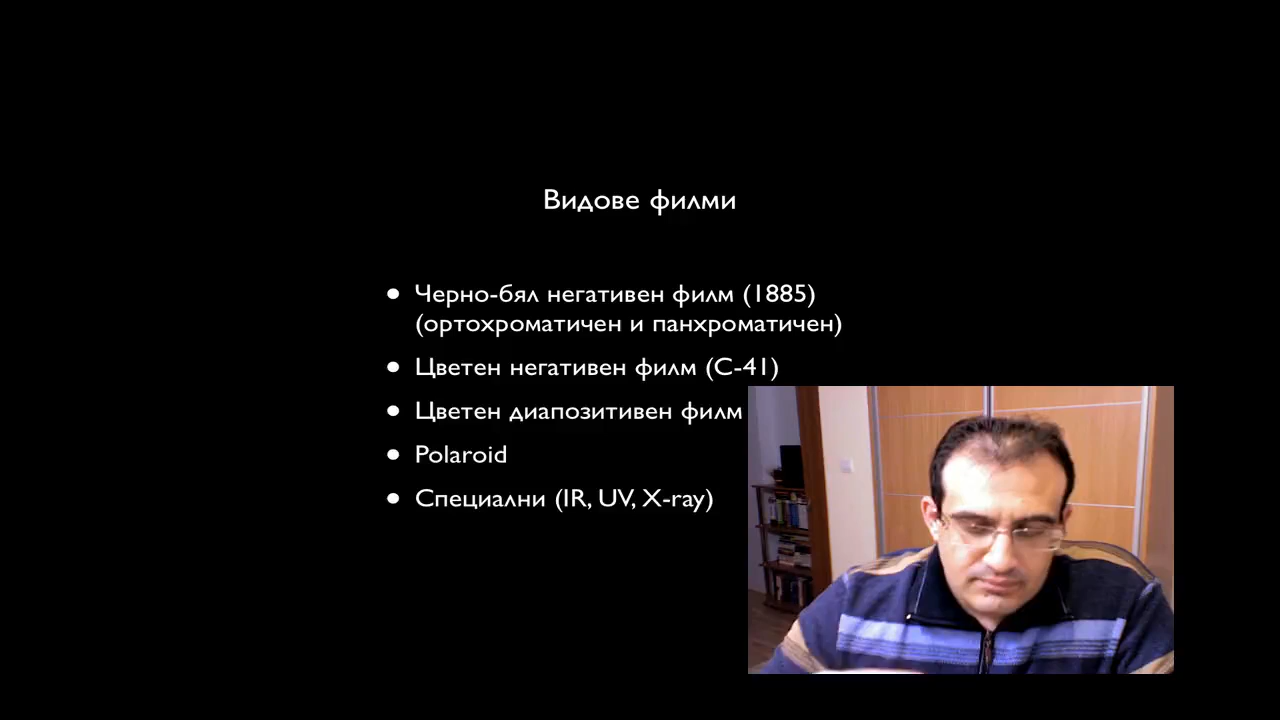 Видове филми
• Черно-бял негативен филм (1885)
(ортохроматичен и панхроматичен)
• Цветен негативен филм (C-41)
• Цветен диапозитивен филм
• Polaroid
• Специални (IR, UV, X-ray)